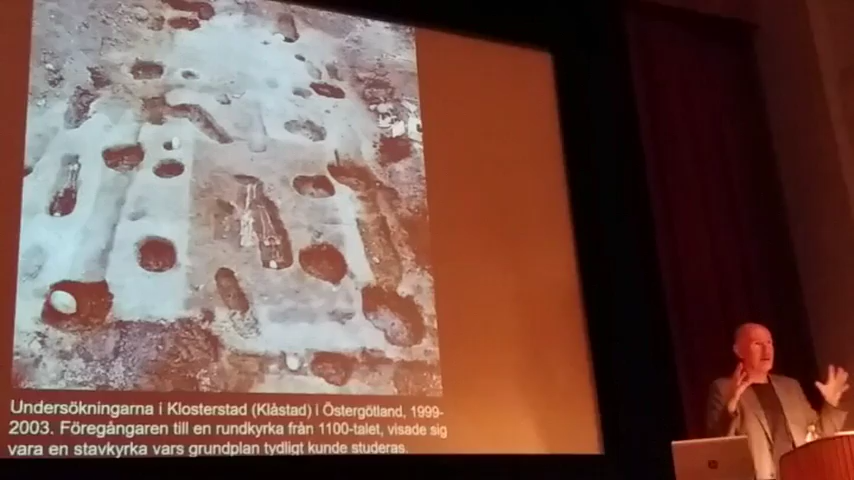 Undersökningarna i Klosterstad (Klåstad) i Östergötland, 1999-
2003. Föregångaren till en rundkyrka från 1100-talet, visade sig
vara en stavkyrka vars grundplan tydligt kunde studeras.